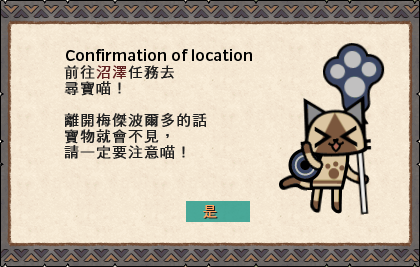 Confirmation of location
前往沼澤任務去
尋寶喵！
離開梅傑波爾多的話
寶物就會不見，
請一定要注意喵！
是